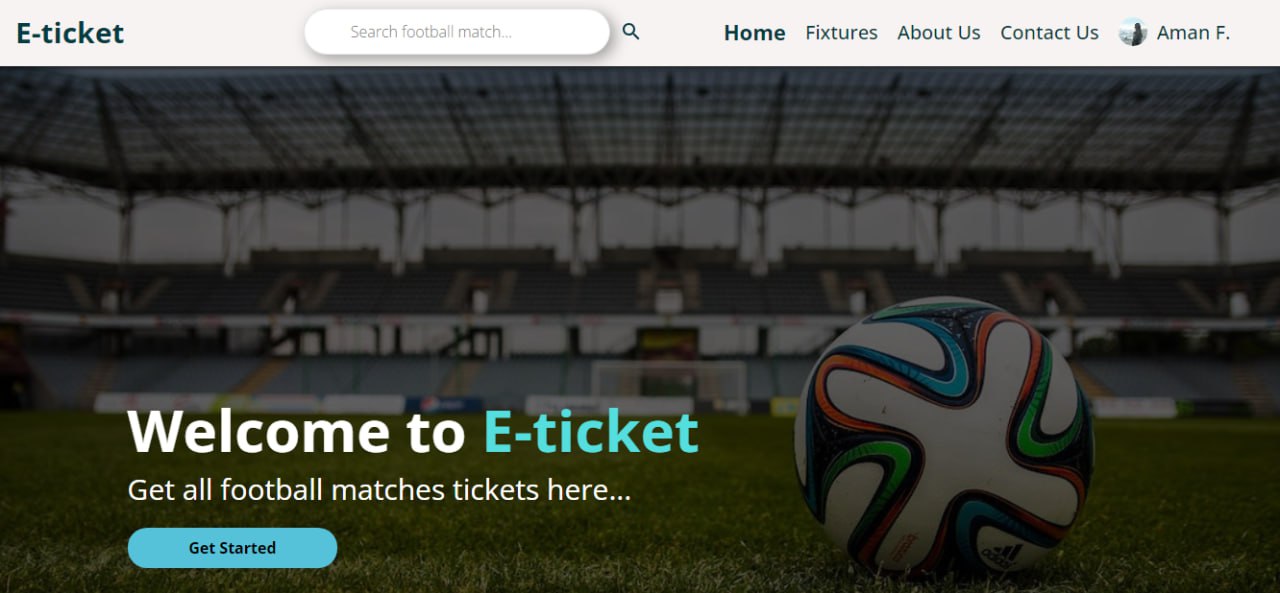 E-ticket
Search football match...
Home Fixtures About Us Contact Us Aman F.
Welcome to E-ticket
Get all football matches tickets here...
Get Started
adidas